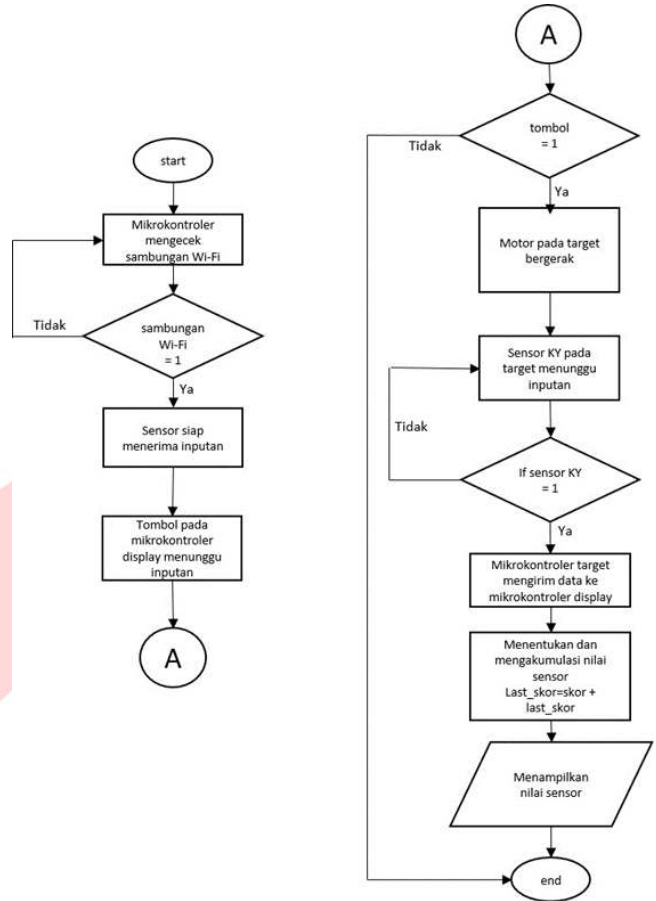 start
Mikrokontroler
mengecek
sambungan Wi-Fi
Tidak
sambungan
Wi-Fi
= 1
Ya
Sensor siap
menerima inputan
Tombol pada
mikrokontroler
display menunggu
inputan
A
A
tombol
= 1
Tidak
Ya
Motor pada target
bergerak
Sensor KY pada
target menunggu
inputan
Tidak
If sensor KY
= 1
Ya
Mikrokontroler target
mengirim data ke
mikrokontroler display
Menentukan dan
mengakumulasi nilai
sensor
Last_skor=skor +
last_skor
Menampilkan
nilai sensor
end